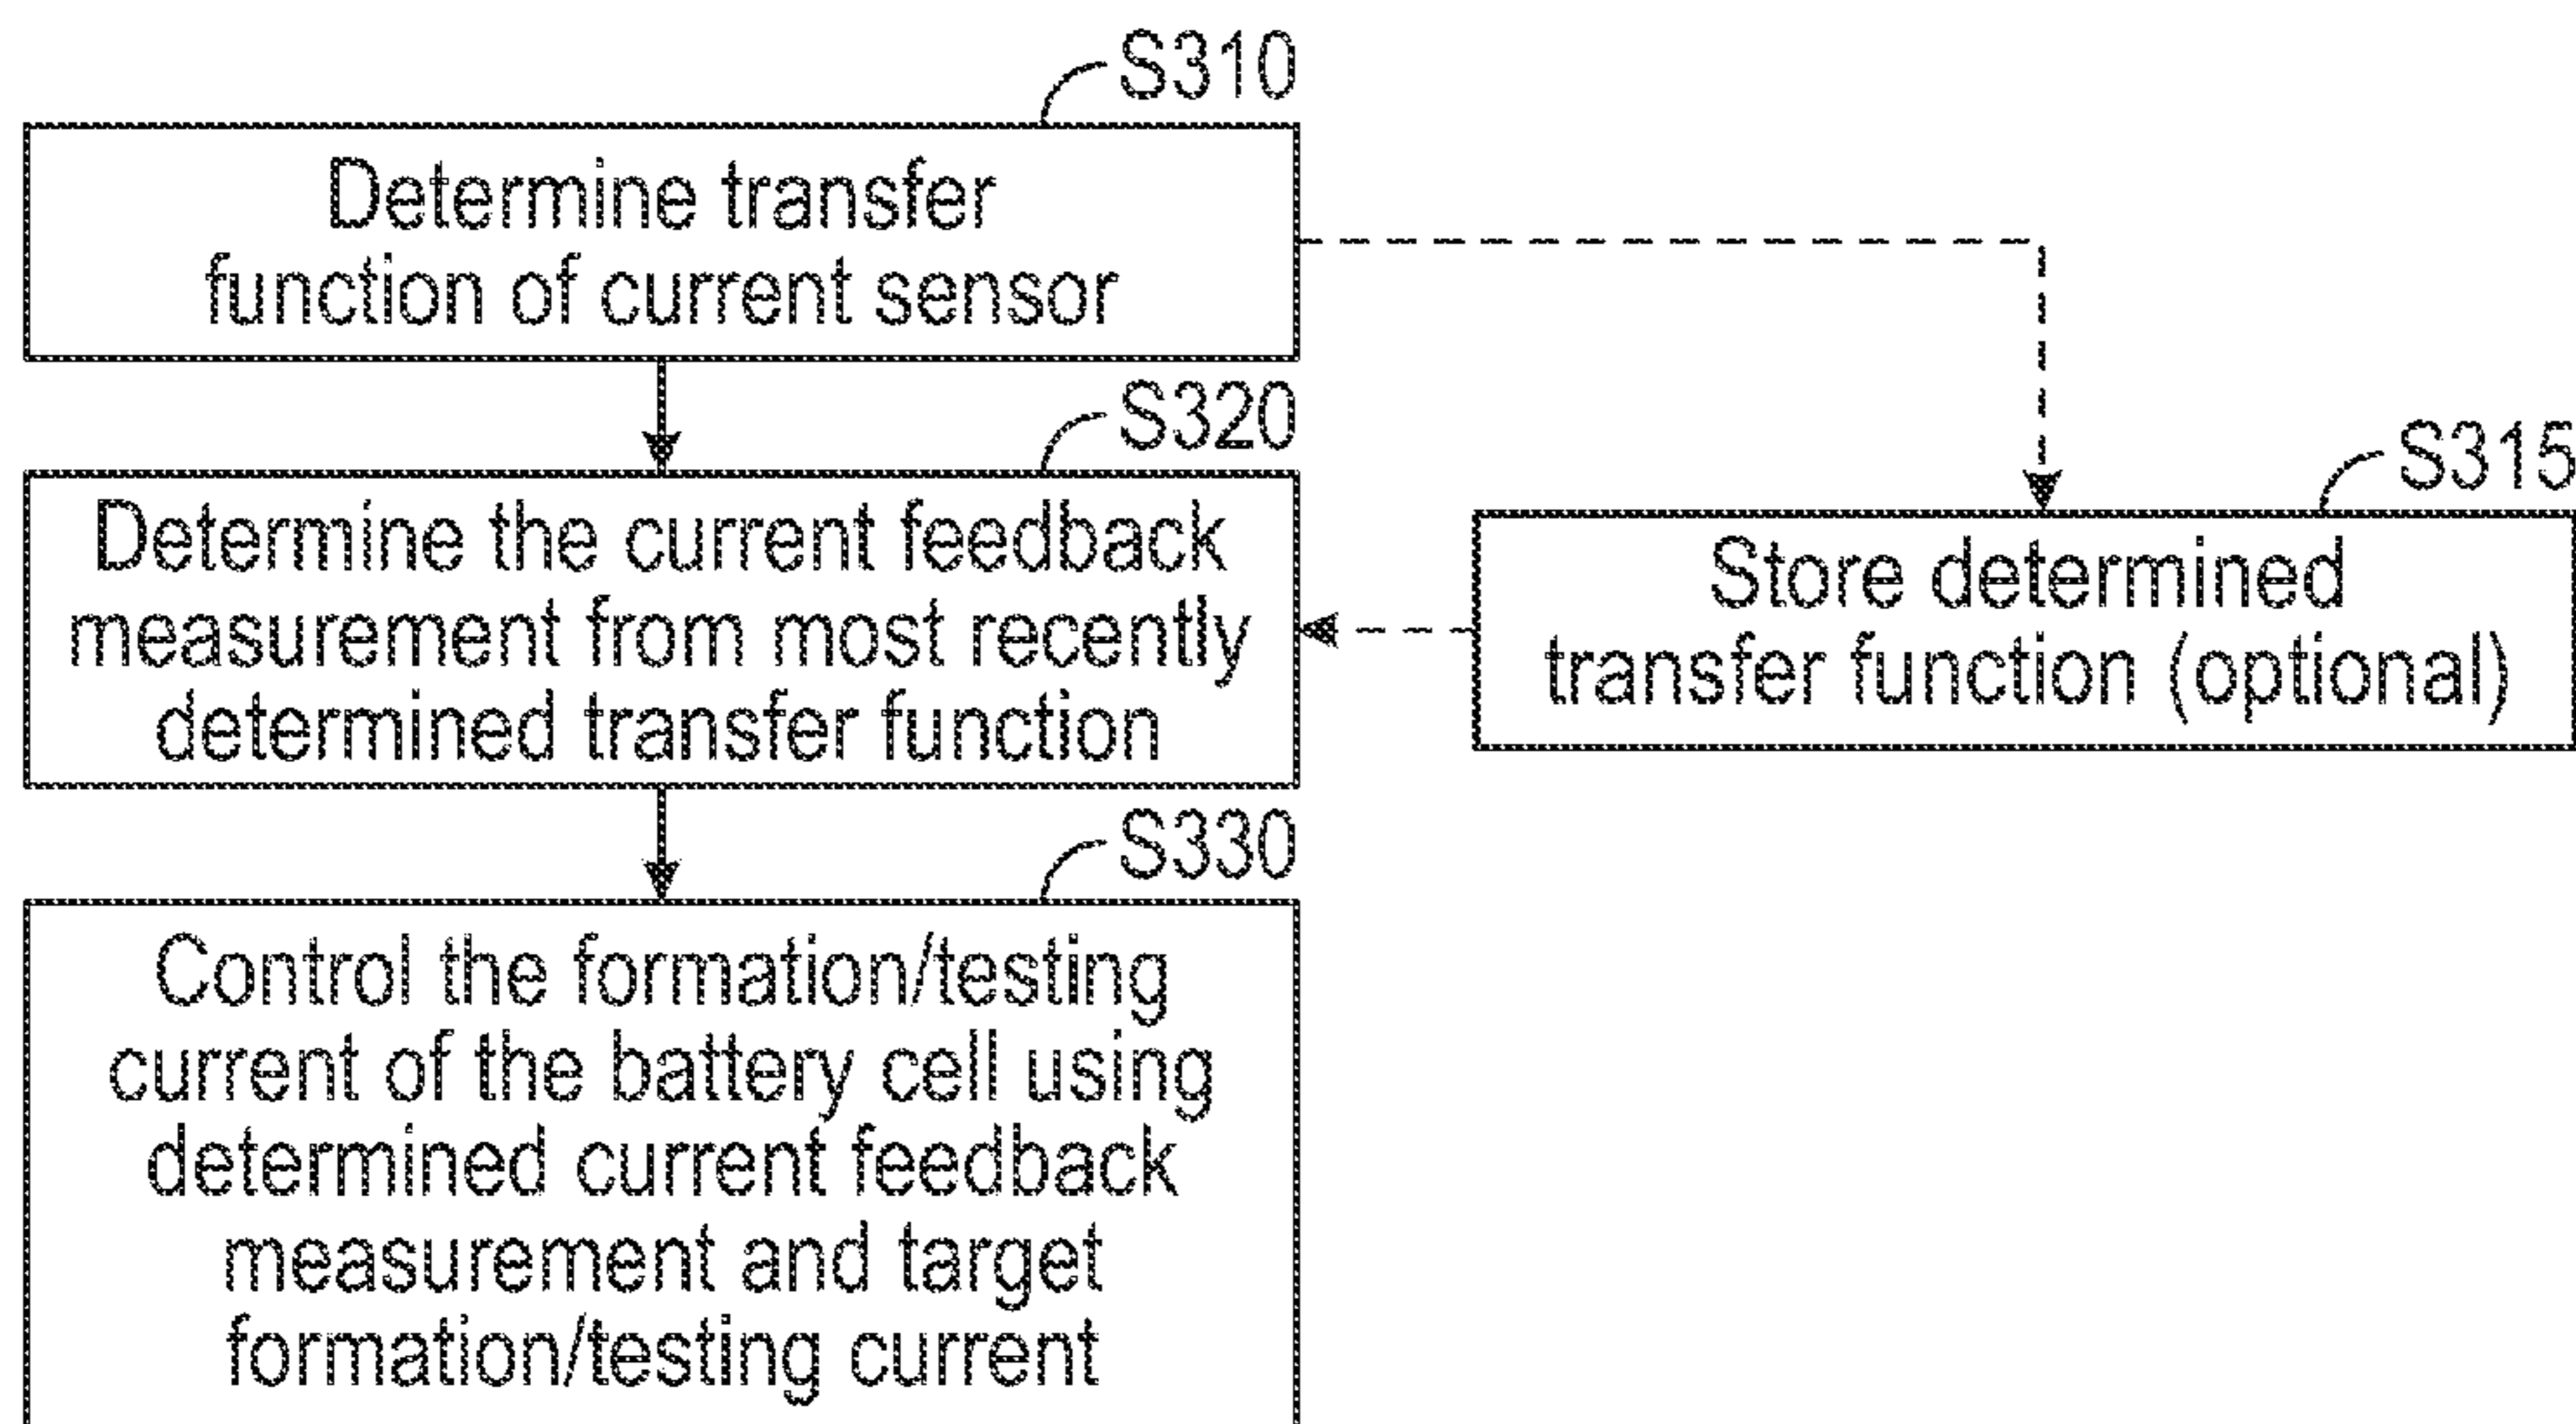 S310
Determine transfer
function of current sensor
S320
Determine the current feedback
measurement from most recently
determined transfer function
S315
Store determined
transfer function (optional)
S330
Control the formation/testing
current of the battery cell using
determined current feedback
measurement and target
formation/testing current